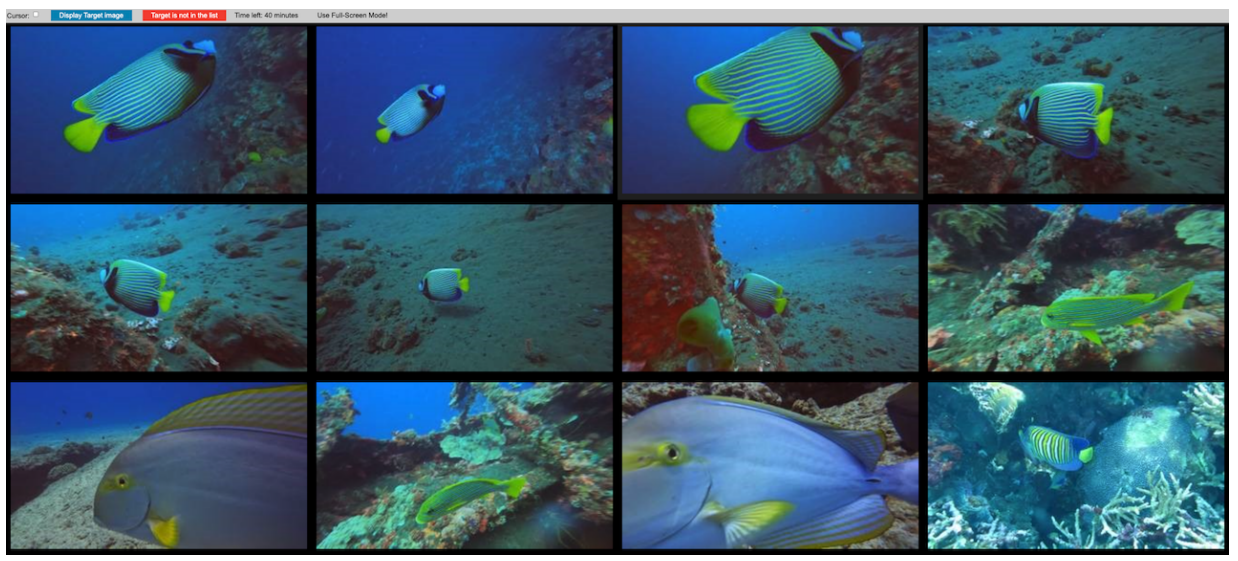 Cursor: Display Target Image Target is not in the list Time left: 40 minutes Use Full-Screen Mode!